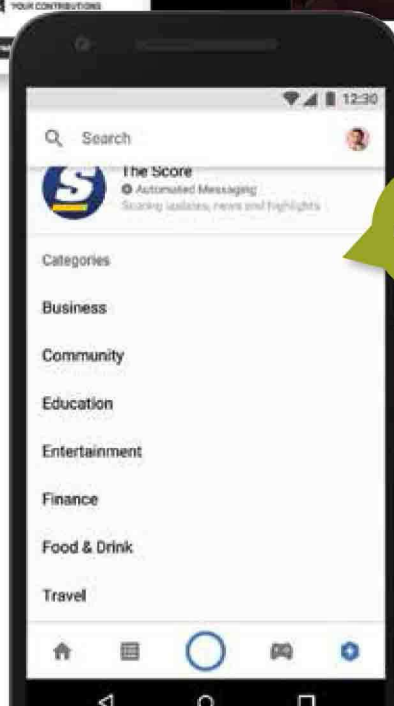 YOUR CONTRIBUTIONS
12:30
Search
The Score
Automated Messaging
Scoring updates, news and highlights
Categories
Business
Community
Education
Entertainment
Finance
Food & Drink
Travel